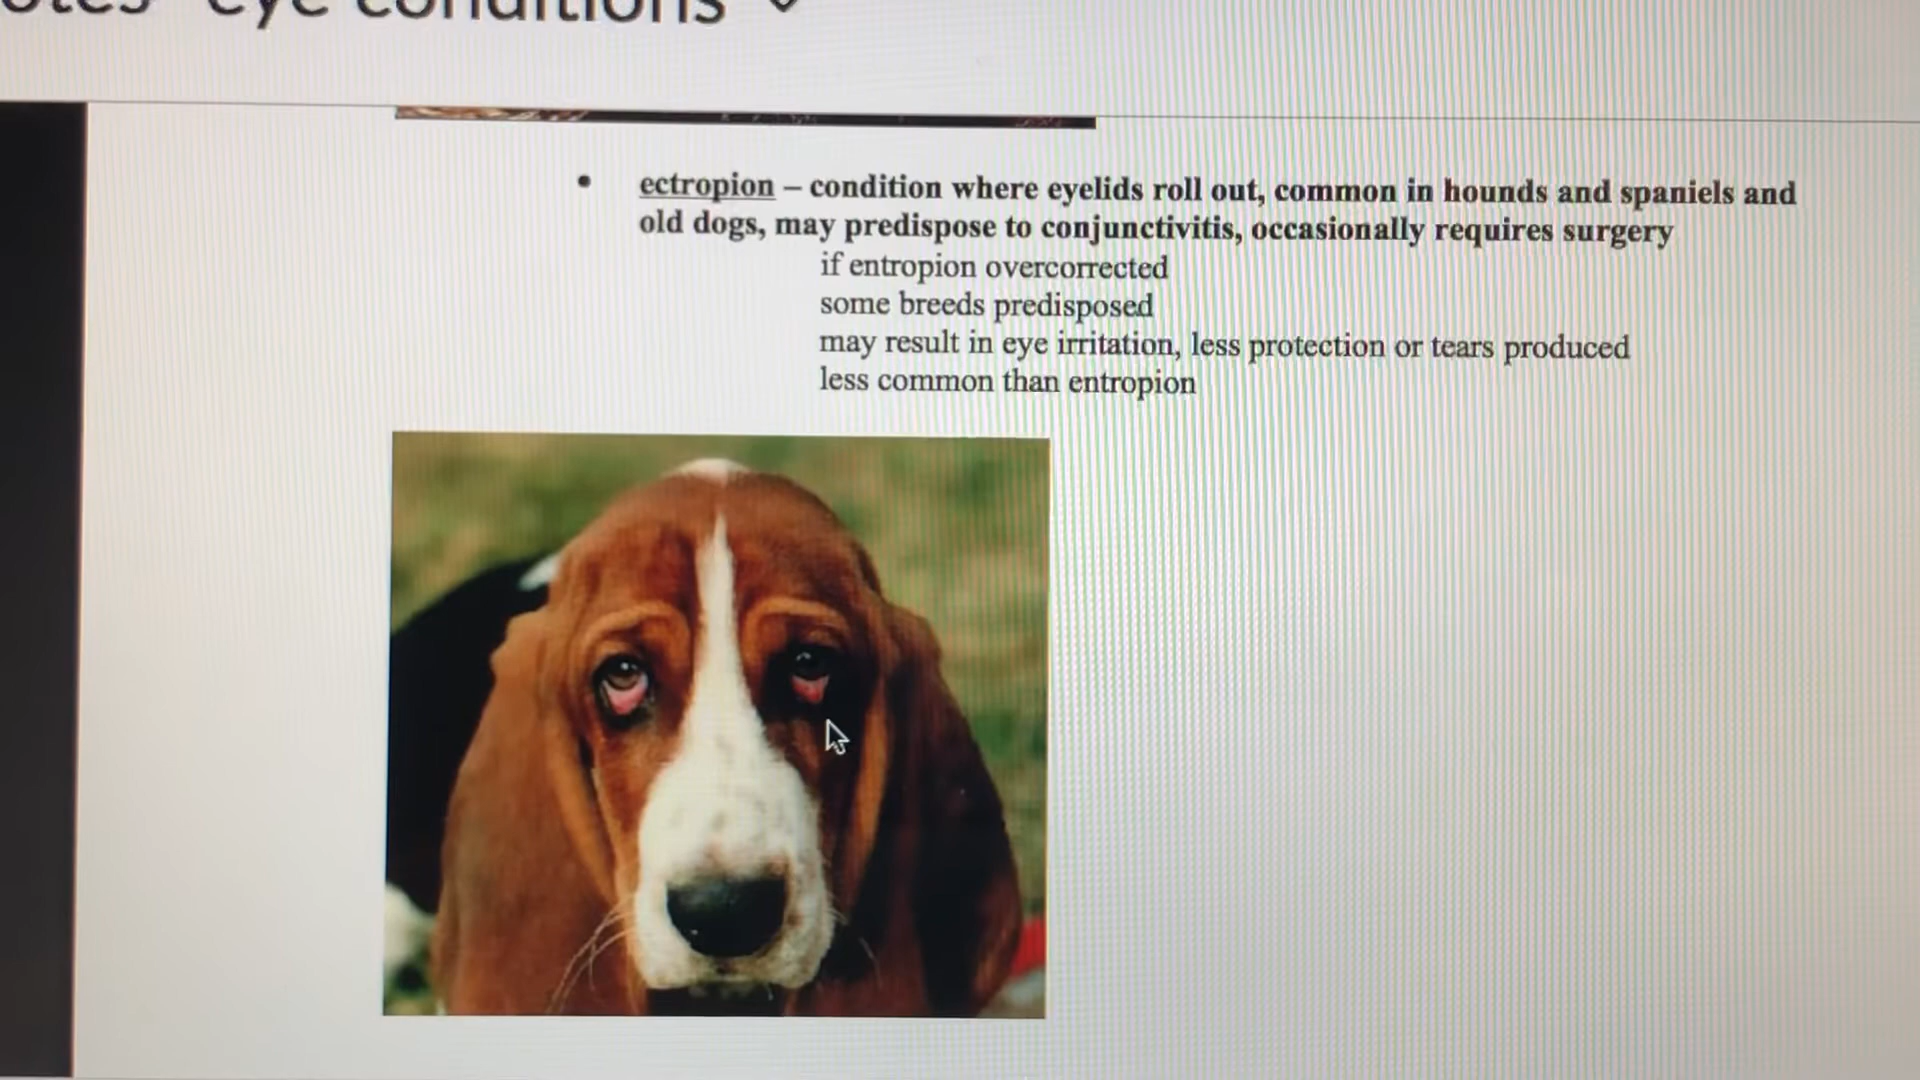 eye conditions
• ectropion – condition where eyelids roll out, common in hounds and spaniels and
old dogs, may predispose to conjunctivitis, occasionally requires surgery
if entropion overcorrected
some breeds predisposed
may result in eye irritation, less protection or tears produced
less common than entropion